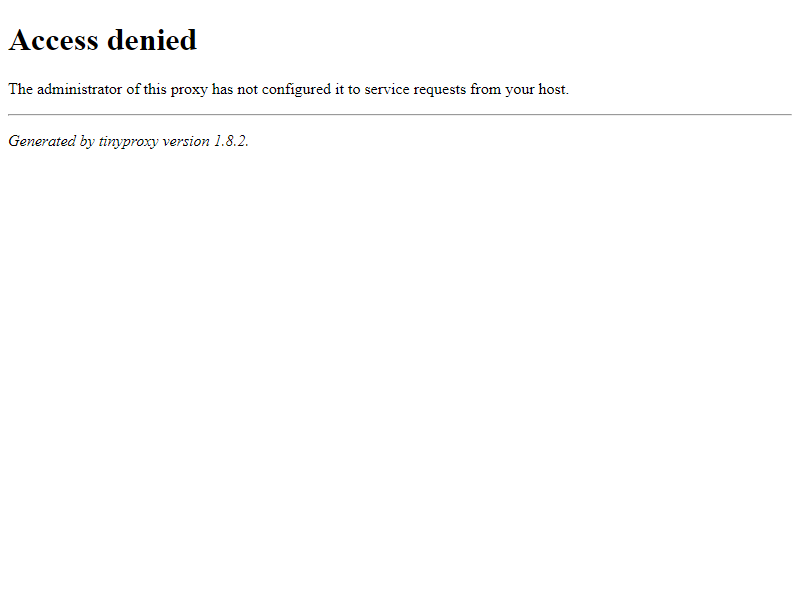 Access denied
The administrator of this proxy has not configured it to service requests from your host.
Generated by tinyproxy version 1.8.2.